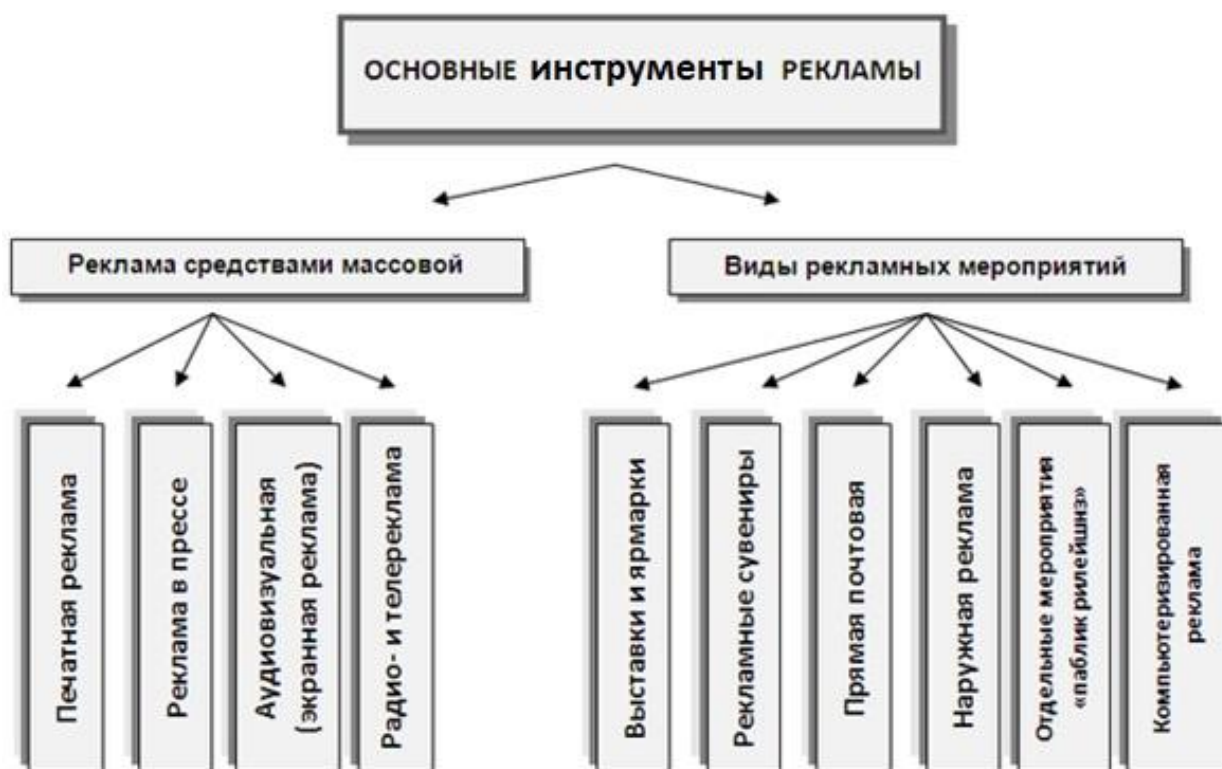 ОСНОВНЫЕ инструменты РЕКЛАМЫ
Реклама средствами массовой
Виды рекламных мероприятий
Печатная реклама
Реклама в прессе
Аудиовизуальная
(экранная реклама)
Радио- и телереклама
Выставки и ярмарки
Рекламные сувениры
Прямая почтовая
Наружная реклама
Отдельные мероприятия
«паблик рилейшнз»
Компьютеризированная
реклама